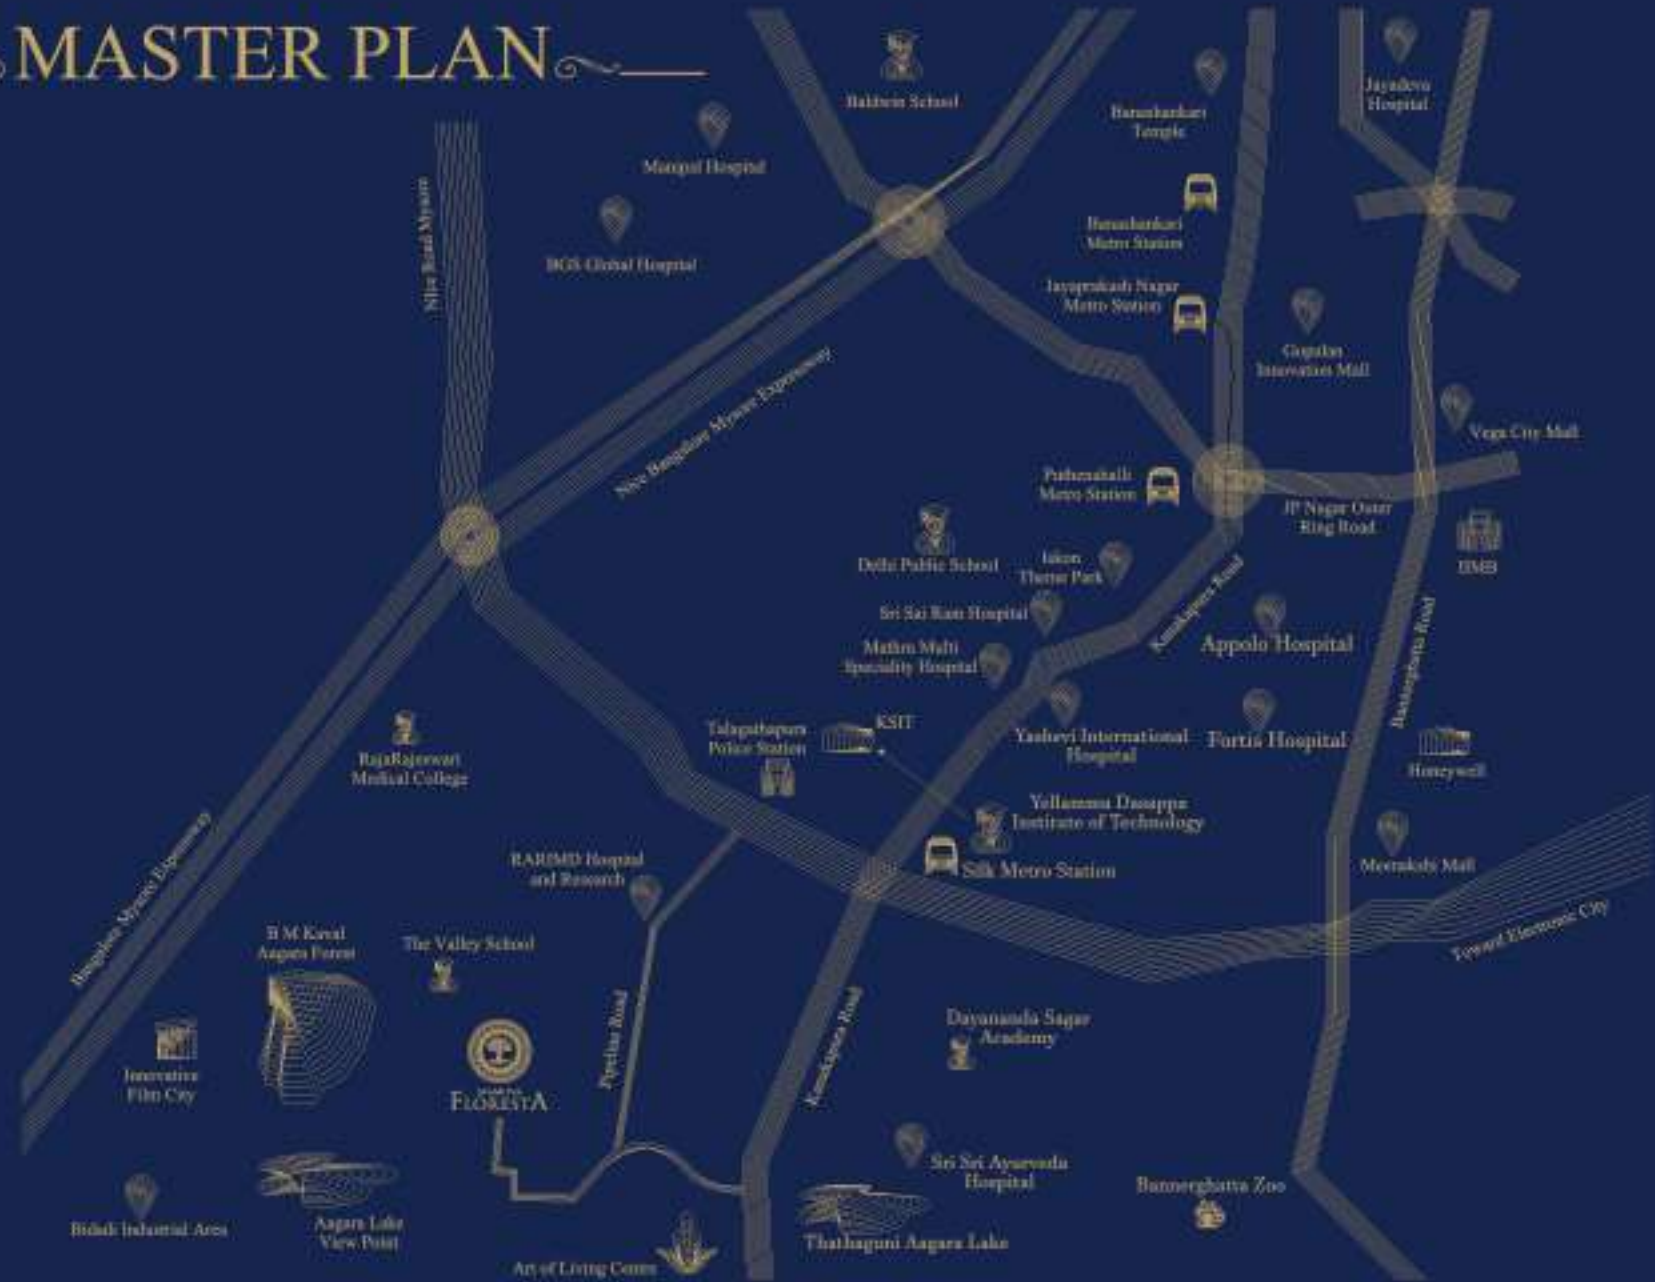 MASTER PLAN
Baldwin School
Banashankari
Temple
Jayadeva
Hospital
Manipal Hospital
Nice Road Mysore
BGS Global Hospital
Banashankari
Metro Station
Jayaprakash Nagar
Metro Station
Gopalan
Innovation Mall
Nice Bangalore Mysore Expressway
Vega City Mall
Puthenahalli
Metro Station
JP Nagar Outer
Ring Road
IIMB
Delhi Public School
Iskon
Theme Park
Sri Sai Ram Hospital
Kanakapura Road
Appolo Hospital
Mathru Multi
Speciality Hospital
Bannerghatta Road
Talagathapura
Police Station
KSIT
Yashevi International
Hospital
Fortis Hospital
RajaRajeswari
Medical College
Honeywell
Yellamma Dasappa
Institute of Technology
Silk Metro Station
Meenakshi Mall
RARIMD Hospital
and Research
Bangalore Mysore Expressway
Toward Electronic City
B M Kaval
Aagara Forest
The Valley School
Pipeline Road
Kanakapura Road
Dayananda Sagar
Academy
Innovative
Film City
FLORESTA
Sri Sri Ayurveda
Hospital
Bannerghatta Zoo
Bidadi Industrial Area
Aagara Lake
View Point
Thathaguni Aagara Lake
Art of Living Centre